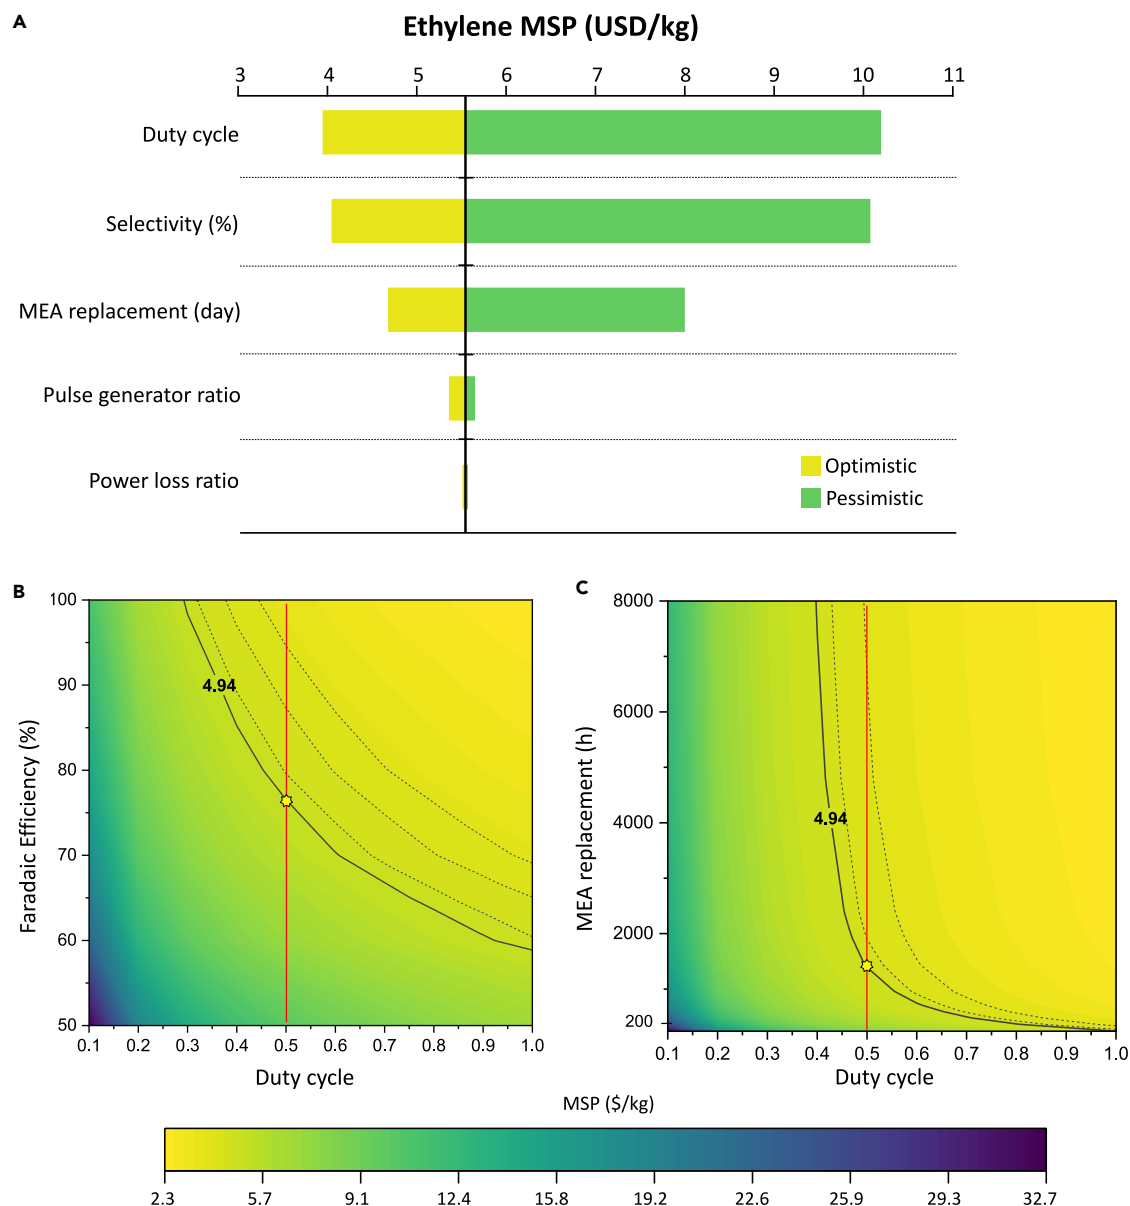 A
Ethylene MSP (USD/kg)
3 4 5 6 7 8 9 10 11
Duty cycle
Selectivity (%)
MEA replacement (day)
Pulse generator ratio
Power loss ratio
Optimistic
Pessimistic
B
100
90
80
70
60
50
Faradaic Efficiency (%)
4.94
0.1 0.2 0.3 0.4 0.5 0.6 0.7 0.8 0.9 1.0
Duty cycle
C
8000
6000
4000
2000
200
MEA replacement (h)
4.94
0.1 0.2 0.3 0.4 0.5 0.6 0.7 0.8 0.9 1.0
Duty cycle
MSP ($/kg)
2.3 5.7 9.1 12.4 15.8 19.2 22.6 25.9 29.3 32.7